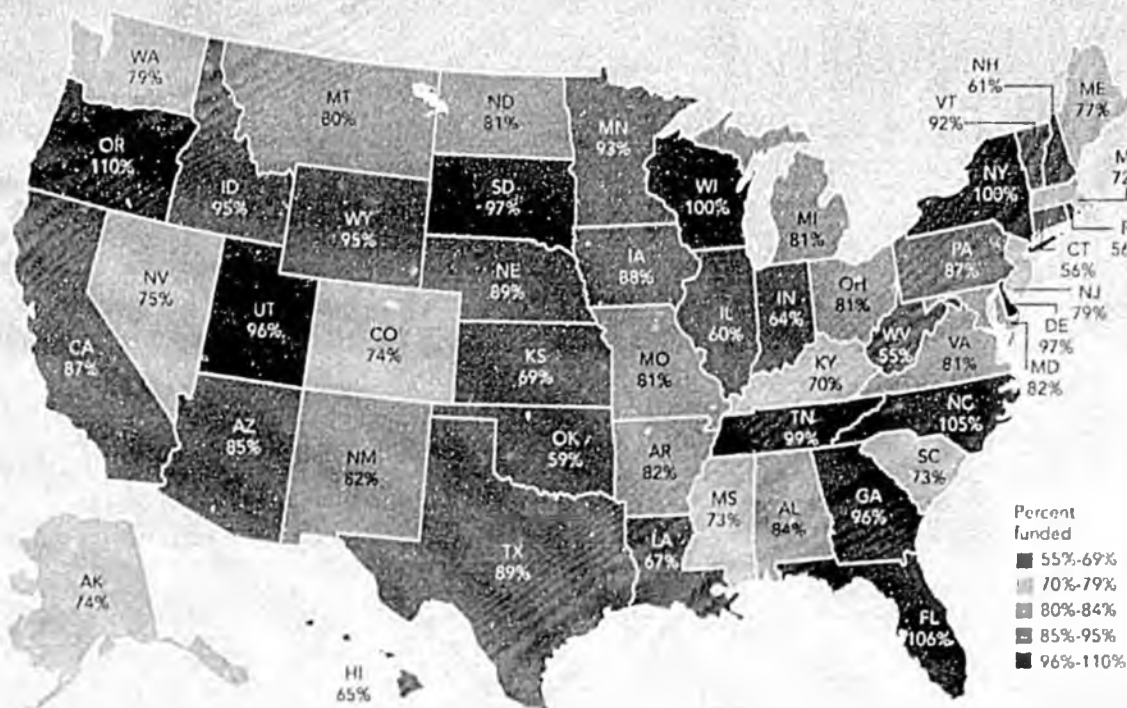 WA
79%
MT
80%
ND
81%
MN
93%
NH
61%
VT
92%
ME
77%
OR
110%
ID
95%
SD
97%
WI
100%
NY
100%
M
72
WY
95%
MI
81%
NV
75%
UT
96%
CO
74%
NE
89%
IA
88%
IL
60%
IN
64%
OH
81%
PA
87%
56
CT
56%
NJ
79%
DE
97%
MD
82%
WV
55%
VA
81%
CA
87%
KS
69%
MO
81%
KY
70%
NC
105%
TN
99%
AZ
85%
NM
82%
OK
59%
AR
82%
SC
73%
MS
73%
AL
84%
GA
96%
TX
89%
LA
67%
FL
106%
AK
74%
HI
65%
Percent
funded
55%-69%
70%-79%
80%-84%
85%-95%
96%-110%